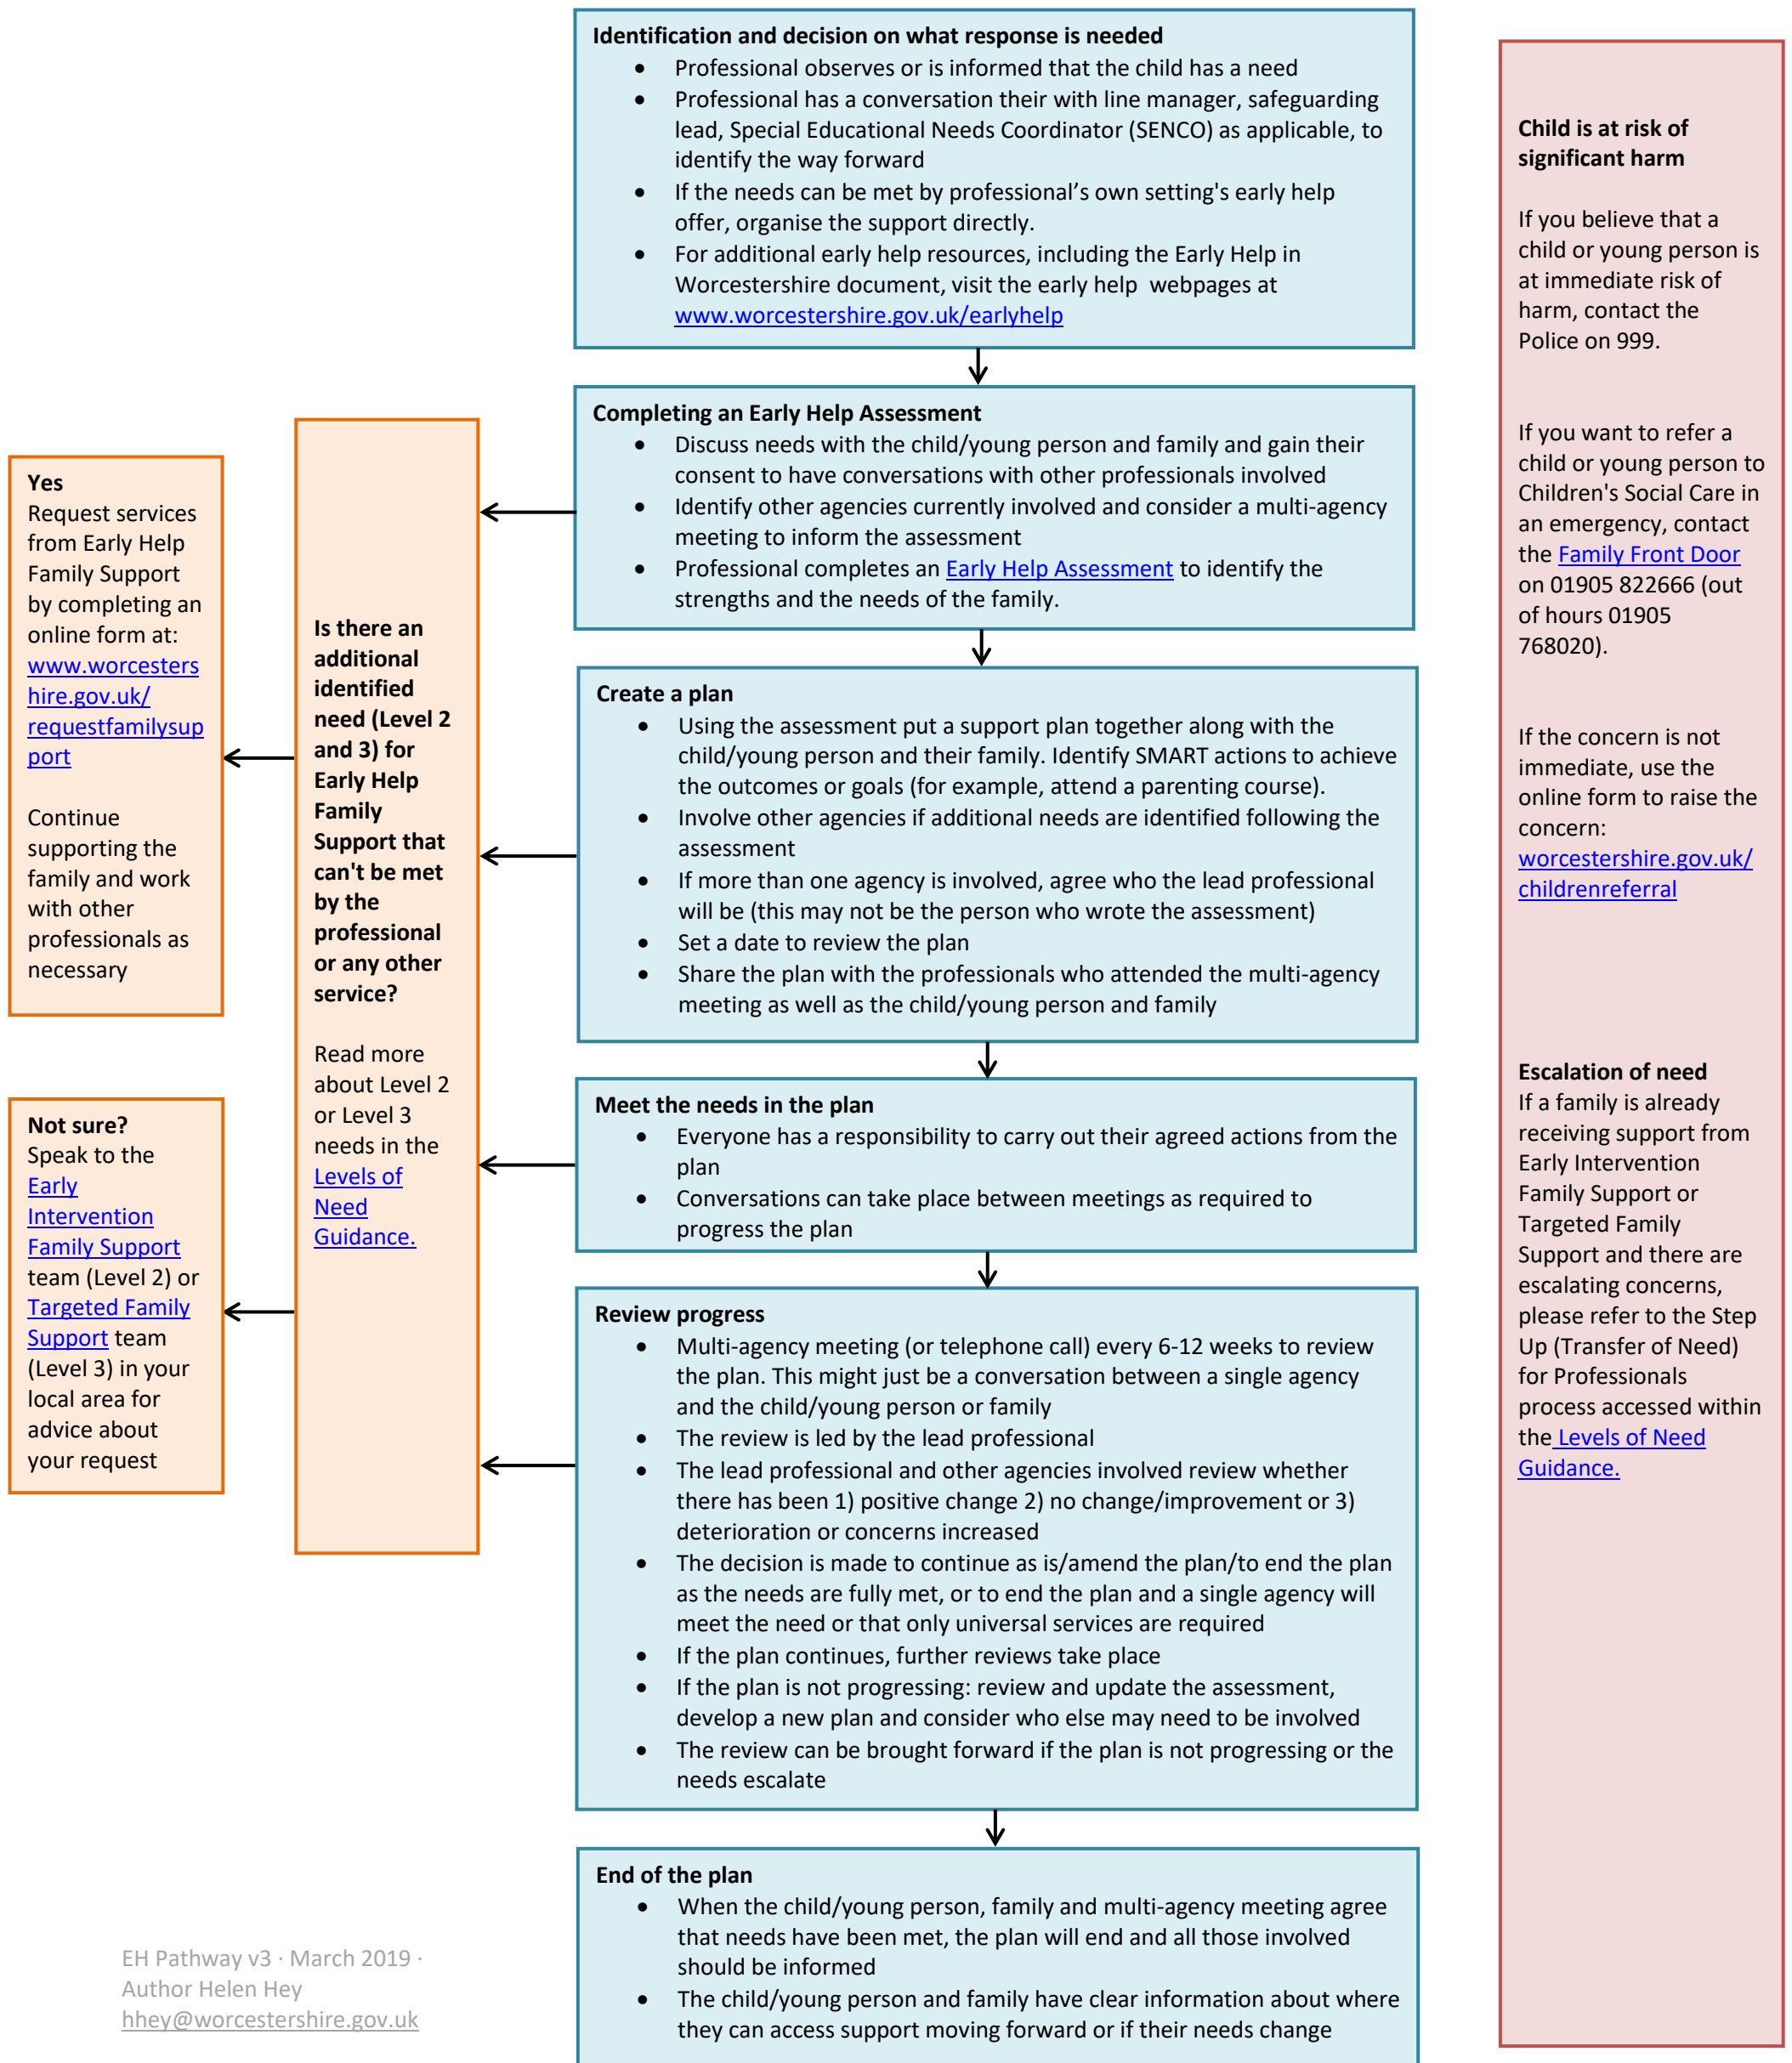 Identification and decision on what response is needed
• Professional observes or is informed that the child has a need
• Professional has a conversation their with line manager, safeguarding
lead, Special Educational Needs Coordinator (SENCO) as applicable, to
identify the way forward
• If the needs can be met by professional’s own setting's early help
offer, organise the support directly.
• For additional early help resources, including the Early Help in
Worcestershire document, visit the early help  webpages at
www.worcestershire.gov.uk/earlyhelp
Completing an Early Help Assessment
• Discuss needs with the child/young person and family and gain their
consent to have conversations with other professionals involved
• Identify other agencies currently involved and consider a multi-agency
meeting to inform the assessment
• Professional completes an Early Help Assessment to identify the
strengths and the needs of the family.
Create a plan
• Using the assessment put a support plan together along with the
child/young person and their family. Identify SMART actions to achieve
the outcomes or goals (for example, attend a parenting course).
• Involve other agencies if additional needs are identified following the
assessment
• If more than one agency is involved, agree who the lead professional
will be (this may not be the person who wrote the assessment)
• Set a date to review the plan
• Share the plan with the professionals who attended the multi-agency
meeting as well as the child/young person and family
Meet the needs in the plan
• Everyone has a responsibility to carry out their agreed actions from the
plan
• Conversations can take place between meetings as required to
progress the plan
Review progress
• Multi-agency meeting (or telephone call) every 6-12 weeks to review
the plan. This might just be a conversation between a single agency
and the child/young person or family
• The review is led by the lead professional
• The lead professional and other agencies involved review whether
there has been 1) positive change 2) no change/improvement or 3)
deterioration or concerns increased
• The decision is made to continue as is/amend the plan/to end the plan
as the needs are fully met, or to end the plan and a single agency will
meet the need or that only universal services are required
• If the plan continues, further reviews take place
• If the plan is not progressing: review and update the assessment,
develop a new plan and consider who else may need to be involved
• The review can be brought forward if the plan is not progressing or the
needs escalate
End of the plan
• When the child/young person, family and multi-agency meeting agree
that needs have been met, the plan will end and all those involved
should be informed
• The child/young person and family have clear information about where
they can access support moving forward or if their needs change
Is there an
additional
identified
need (Level 2
and 3) for
Early Help
Family
Support that
can't be met
by the
professional
or any other
service?
Read more
about Level 2
or Level 3
needs in the
Levels of
Need
Guidance.
Yes
Request services
from Early Help
Family Support
by completing an
online form at:
www.worcesters
hire.gov.uk/
requestfamilysup
port
Continue
supporting the
family and work
with other
professionals as
necessary
Not sure?
Speak to the
Early
Intervention
Family Support
team (Level 2) or
Targeted Family
Support team
(Level 3) in your
local area for
advice about
your request
Child is at risk of
significant harm
If you believe that a
child or young person is
at immediate risk of
harm, contact the
Police on 999.
If you want to refer a
child or young person to
Children's Social Care in
an emergency, contact
the Family Front Door
on 01905 822666 (out
of hours 01905
768020).
If the concern is not
immediate, use the
online form to raise the
concern:
worcestershire.gov.uk/
childrenreferral
Escalation of need
If a family is already
receiving support from
Early Intervention
Family Support or
Targeted Family
Support and there are
escalating concerns,
please refer to the Step
Up (Transfer of Need)
for Professionals
process accessed within
the Levels of Need
Guidance.
EH Pathway v3 · March 2019 ·
Author Helen Hey
hhey@worcestershire.gov.uk